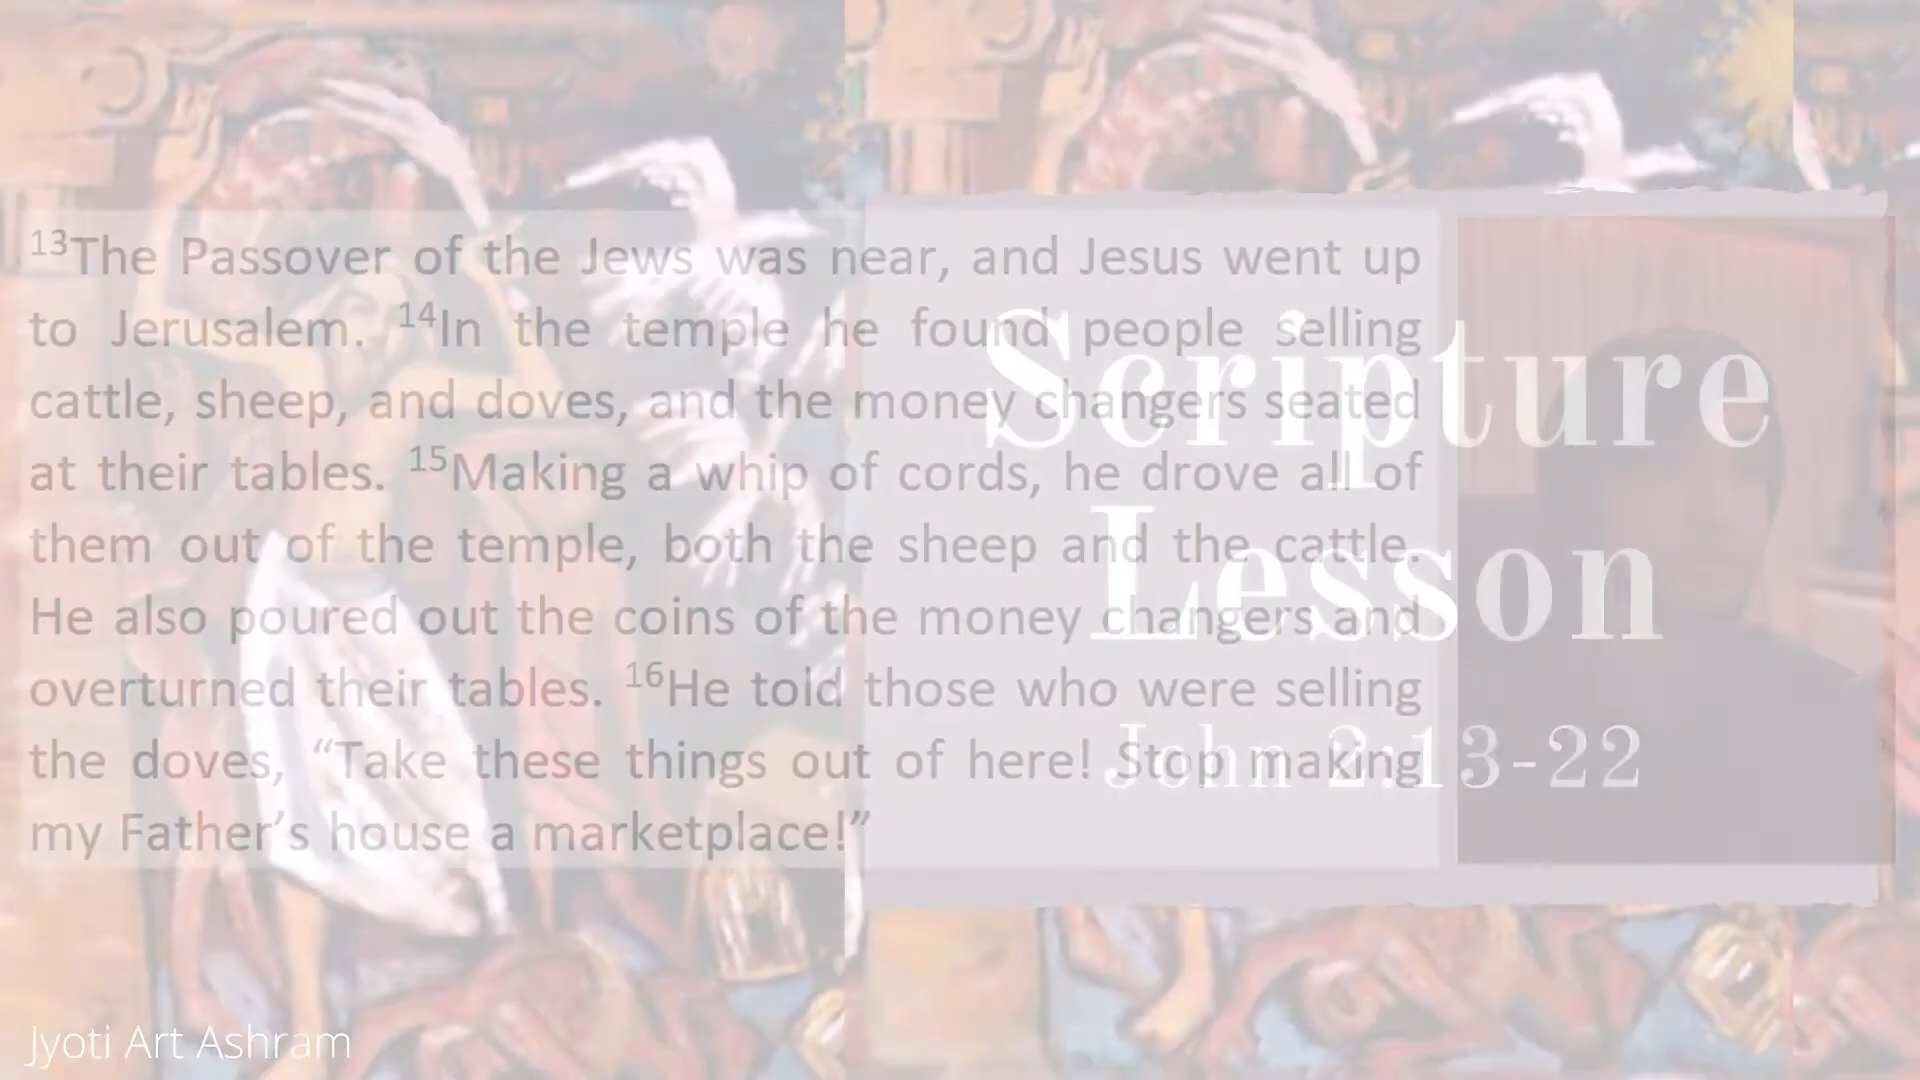 ¹³The Passover of the Jews was near, and Jesus went up
to Jerusalem. ¹⁴In the temple he found people selling
cattle, sheep, and doves, and the money changers seated
at their tables. ¹⁵Making a whip of cords, he drove all of
them out of the temple, both the sheep and the cattle.
He also poured out the coins of the money changers and
overturned their tables. ¹⁶He told those who were selling
the doves, “Take these things out of here! Stop making
my Father’s house a marketplace!”
Scripture
Lesson
John 2:13-22
Jyoti Art Ashram